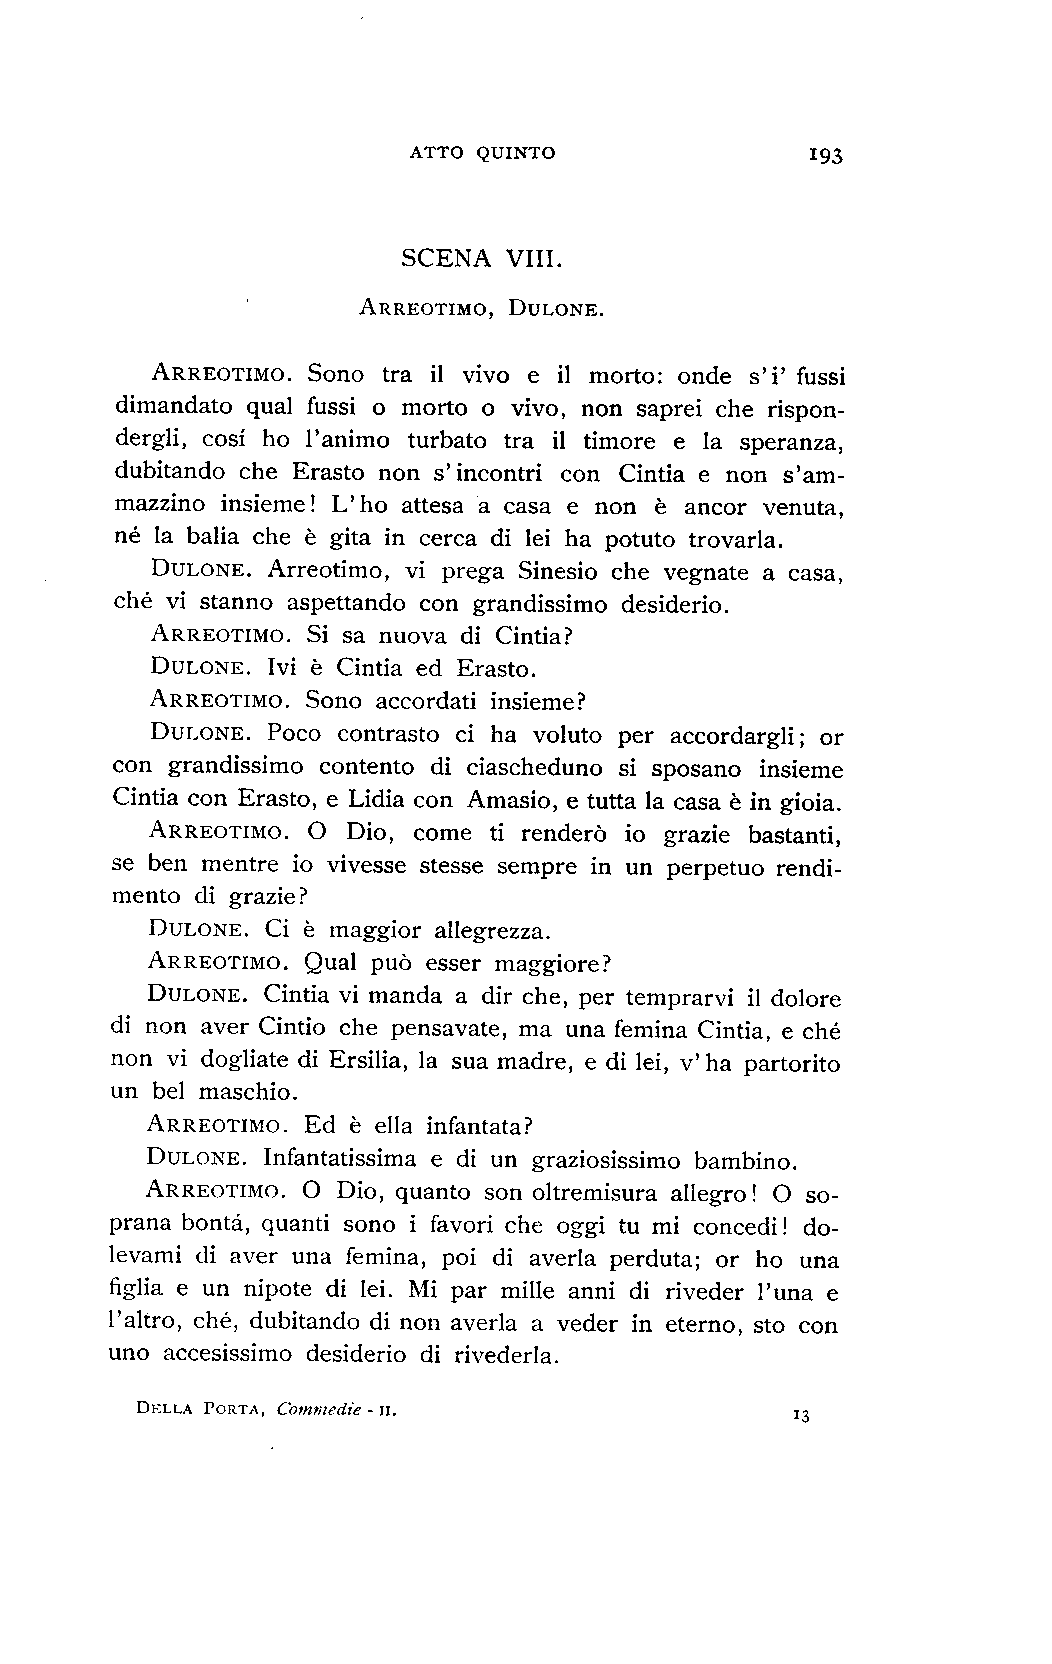 ATTO QUINTO 193
SCENA VIII.
ARREOTIMO, DULONE.
ARREOTIMO. Sono tra il vivo e il morto: onde s'i' fussi
dimandato qual fussi o morto o vivo, non saprei che rispon-
dergli, cosí ho l'animo turbato tra il timore e la speranza,
dubitando che Erasto non s'incontri con Cintia e non s'am-
mazzino insieme! L'ho attesa a casa e non è ancor venuta,
né la balia che è gita in cerca di lei ha potuto trovarla.
DULONE. Arreotimo, vi prega Sinesio che vegnate a casa,
ché vi stanno aspettando con grandissimo desiderio.
ARREOTIMO. Si sa nuova di Cintia?
DULONE. Ivi è Cintia ed Erasto.
ARREOTIMO. Sono accordati insieme?
DULONE. Poco contrasto ci ha voluto per accordargli; or
con grandissimo contento di ciascheduno si sposano insieme
Cintia con Erasto, e Lidia con Amasio, e tutta la casa è in gioia.
ARREOTIMO. O Dio, come ti renderò io grazie bastanti,
se ben mentre io vivesse stesse sempre in un perpetuo rendi-
mento di grazie?
DULONE. Ci è maggior allegrezza.
ARREOTIMO. Qual può esser maggiore?
DULONE. Cintia vi manda a dir che, per temprarvi il dolore
di non aver Cintio che pensavate, ma una femina Cintia, e ché
non vi dogliate di Ersilia, la sua madre, e di lei, v'ha partorito
un bel maschio.
ARREOTIMO. Ed è ella infantata?
DULONE. Infantatissima e di un graziosissimo bambino.
ARREOTIMO. O Dio, quanto son oltremisura allegro! O so-
prana bontá, quanti sono i favori che oggi tu mi concedi! do-
levami di aver una femina, poi di averla perduta; or ho una
figlia e un nipote di lei. Mi par mille anni di riveder l'una e
l'altro, ché, dubitando di non averla a veder in eterno, sto con
uno accesissimo desiderio di rivederla.
DELLA PORTA, Commedie - II. 13